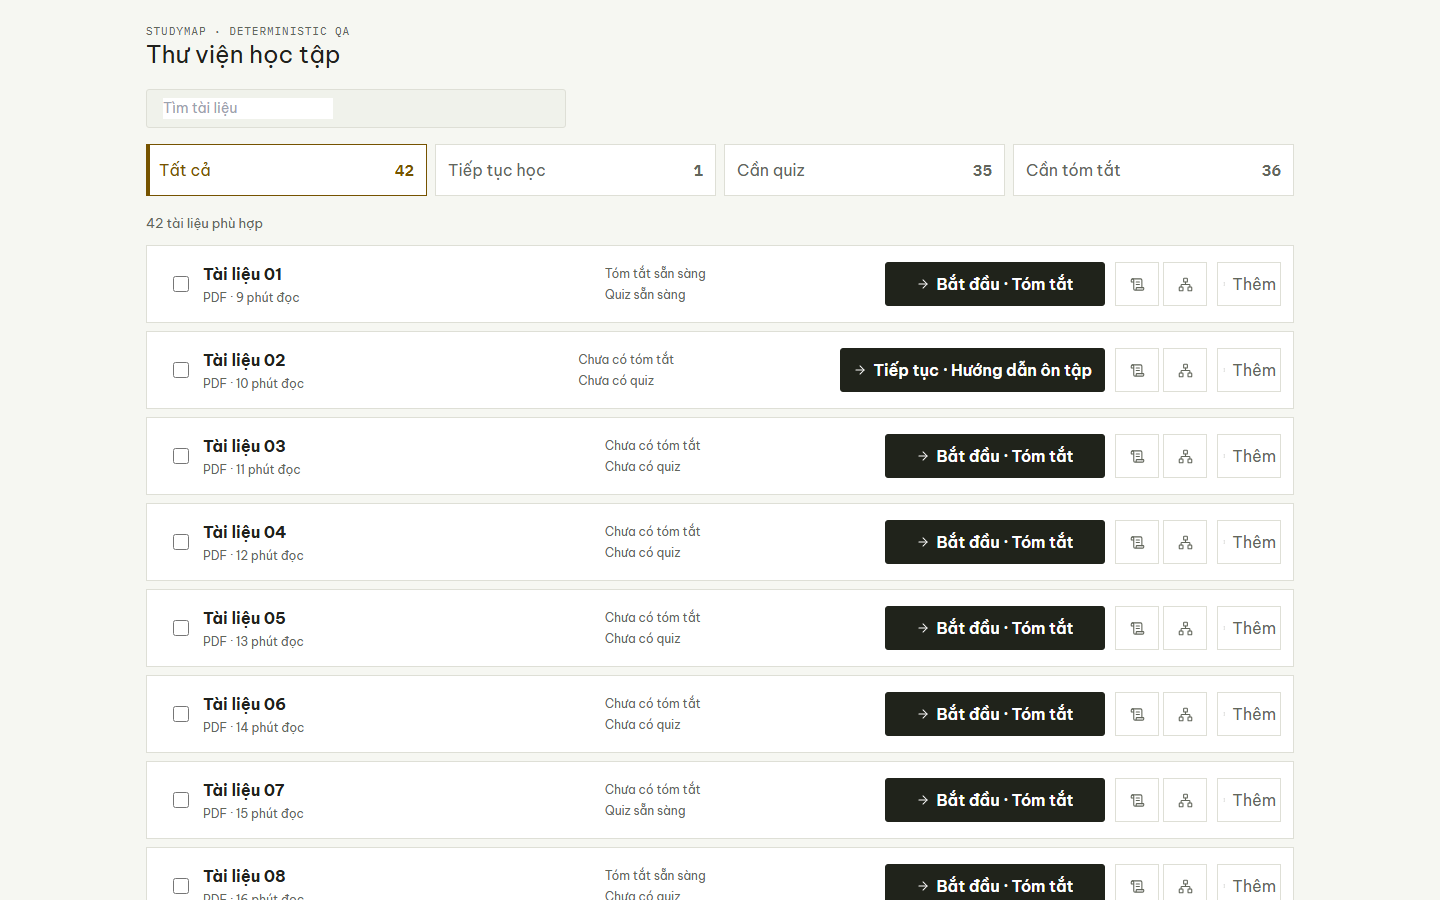 STUDYMAP · DETERMINISTIC QA
Thư viện học tập
Tìm tài liệu
Tất cả 42
Tiếp tục học 1
Cần quiz 35
Cần tóm tắt 36
42 tài liệu phù hợp
Tài liệu 01
PDF · 9 phút đọc
Tóm tắt sẵn sàng
Quiz sẵn sàng
→ Bắt đầu · Tóm tắt
Thêm
Tài liệu 02
PDF · 10 phút đọc
Chưa có tóm tắt
Chưa có quiz
→ Tiếp tục · Hướng dẫn ôn tập
Thêm
Tài liệu 03
PDF · 11 phút đọc
Chưa có tóm tắt
Chưa có quiz
→ Bắt đầu · Tóm tắt
Thêm
Tài liệu 04
PDF · 12 phút đọc
Chưa có tóm tắt
Chưa có quiz
→ Bắt đầu · Tóm tắt
Thêm
Tài liệu 05
PDF · 13 phút đọc
Chưa có tóm tắt
Chưa có quiz
→ Bắt đầu · Tóm tắt
Thêm
Tài liệu 06
PDF · 14 phút đọc
Chưa có tóm tắt
Chưa có quiz
→ Bắt đầu · Tóm tắt
Thêm
Tài liệu 07
PDF · 15 phút đọc
Chưa có tóm tắt
Quiz sẵn sàng
→ Bắt đầu · Tóm tắt
Thêm
Tài liệu 08
PDF · 16 phút đọc
Tóm tắt sẵn sàng
Chưa có quiz
→ Bắt đầu · Tóm tắt
Thêm